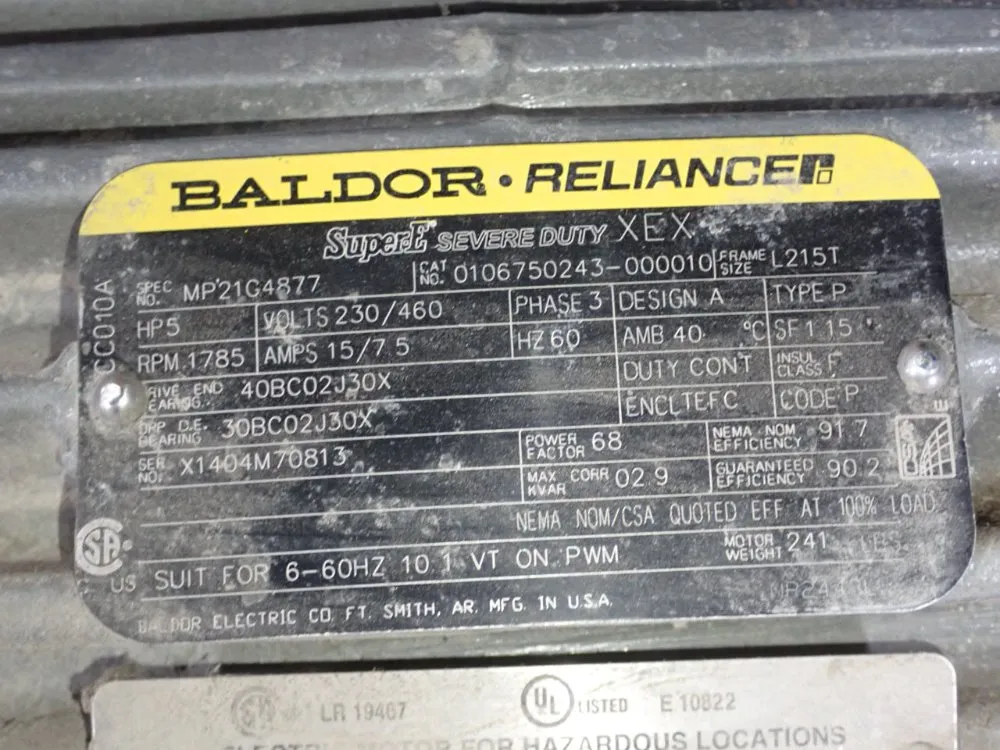 BALDOR • RELIANCE
Super-E SEVERE DUTY XEX
CC010A
SPEC NO. MP21G4877 CAT NO. 0106750243-000010 FRAME SIZE L215T
HP 5 VOLTS 230/460 PHASE 3 DESIGN A TYPE P
RPM 1785 AMPS 15/7 5 HZ 60 AMB 40 °C SF 1 15
DRIVE END BEARING 40BC02J30X DUTY CONT INSUL CLASS F
OPP D.E. BEARING 30BC02J30X ENCL TEFC CODE P
SER NO. X1404M70813 POWER FACTOR 68 NEMA NOM EFFICIENCY 91 7
MAX CORR KVAR 02 9 GUARANTEED EFFICIENCY 90 2
NEMA NOM/CSA QUOTED EFF AT 100% LOAD
SA US
SUIT FOR 6-60HZ 10 1 VT ON PWM MOTOR WEIGHT 241 LBS
BALDOR ELECTRIC CO FT. SMITH, AR. MFG. IN U.S.A.
LR 19467 UL LISTED E 10822
MOTOR FOR HAZARDOUS LOCATIONS